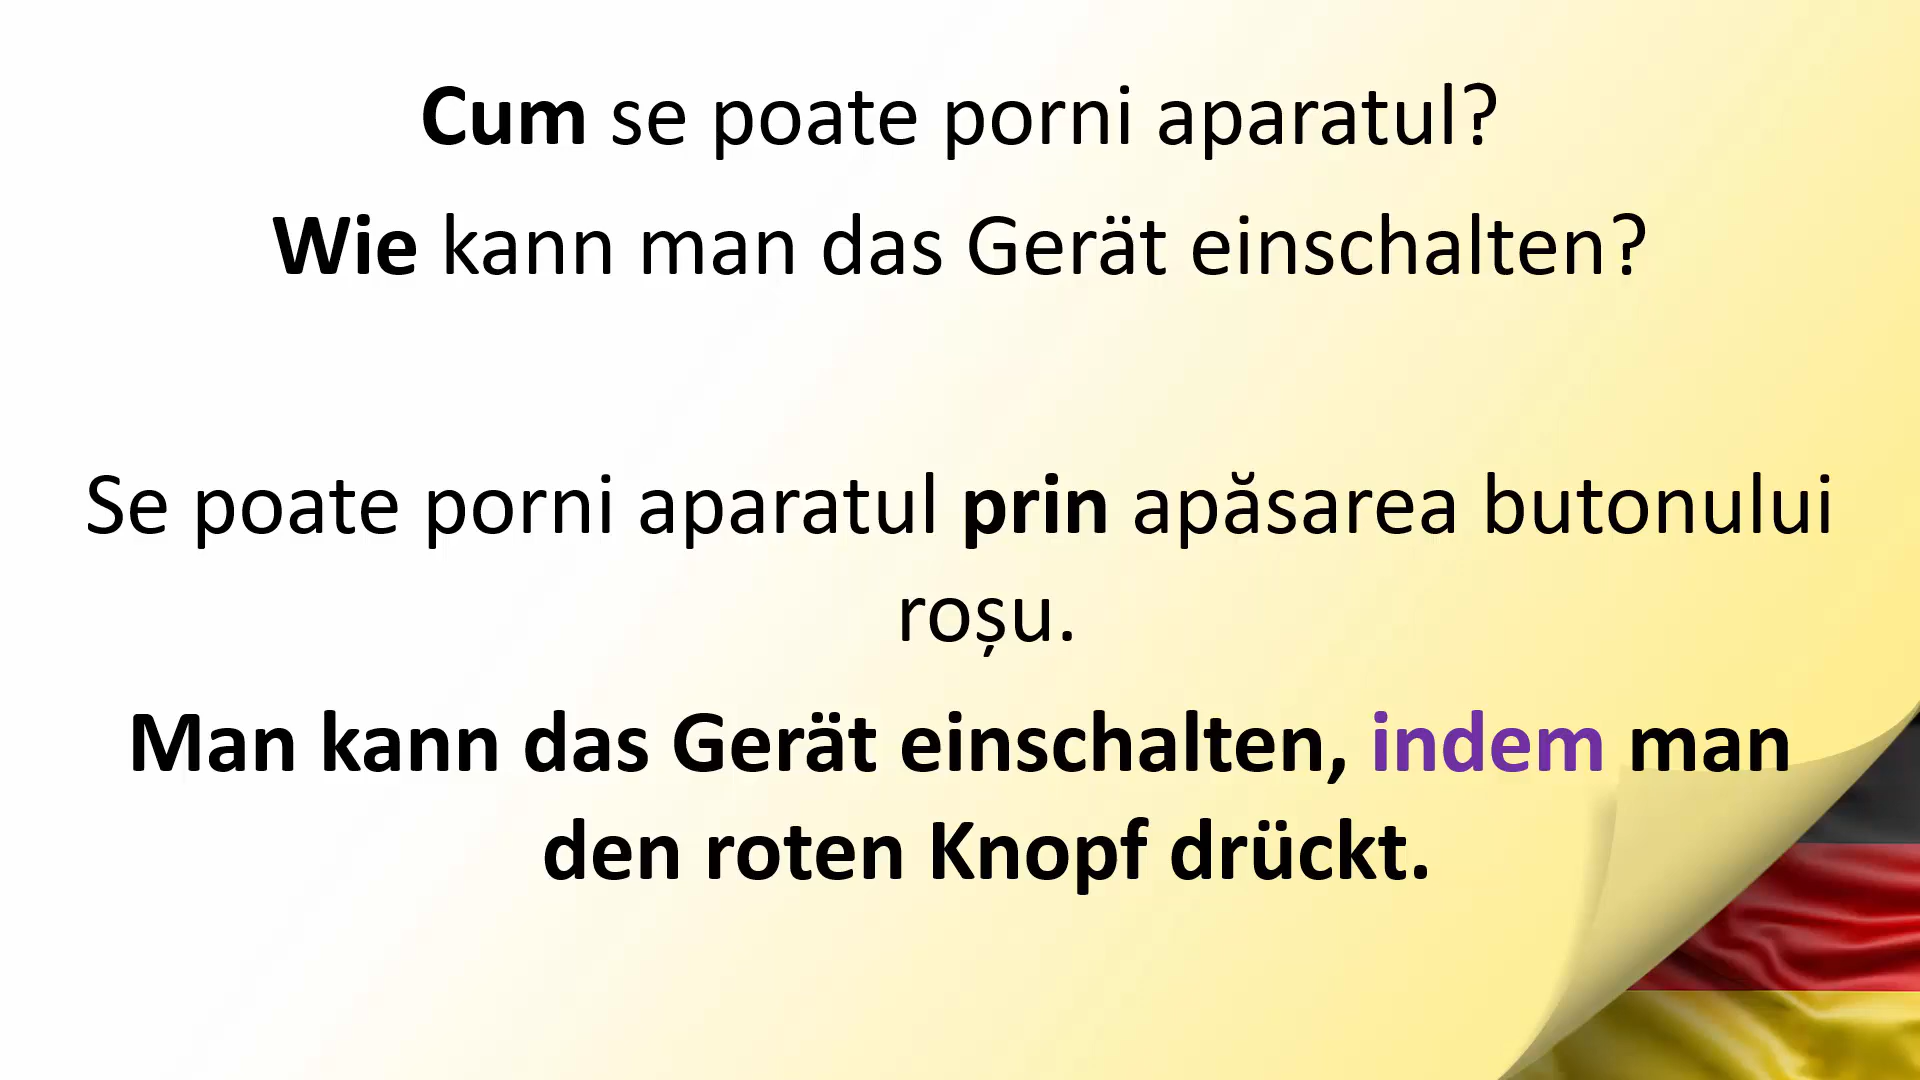 Cum se poate porni aparatul?
Wie kann man das Gerät einschalten?
Se poate porni aparatul prin apăsarea butonului
roșu.
Man kann das Gerät einschalten, indem man
den roten Knopf drückt.